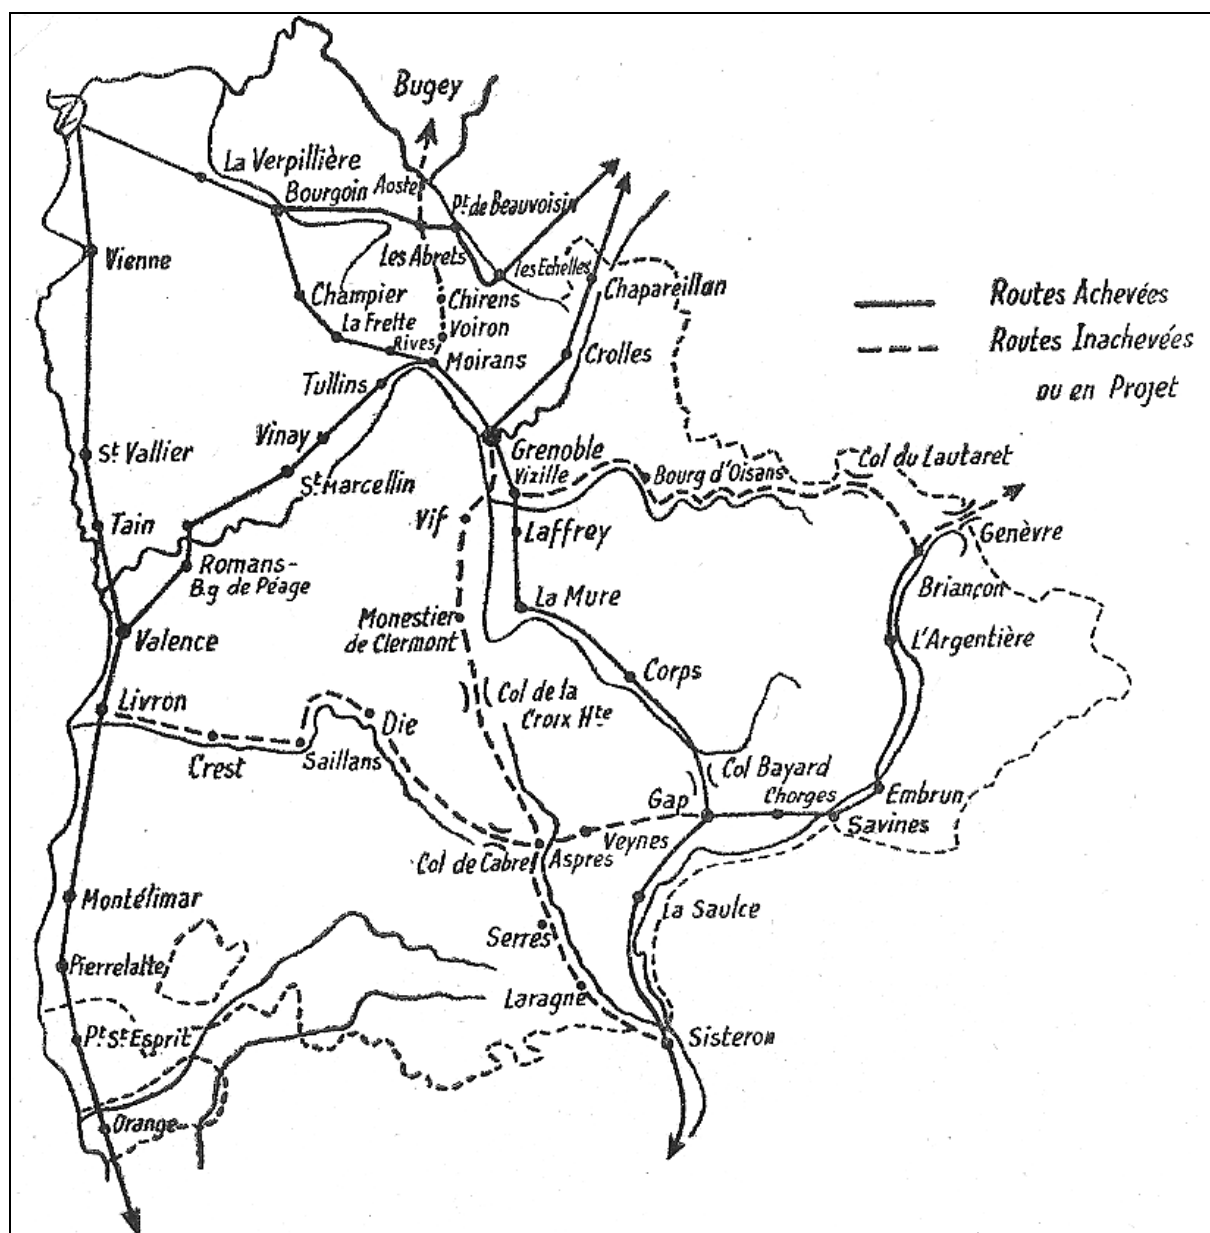 Bugey
La Verpillière
Bourgoin
Aoste
Pt. de Beauvoisin
Vienne
Les Abrets
les Echelles
Chapareillan
Champier
Chirens
La Frette
Voiron
Rives
Moirans
Crolles
Tullins
Routes Achevées
Routes Inachevées
ou en Projet
Vinay
Grenoble
St Vallier
St Marcellin
Vizille
Bourg d'Oisans
Col du Lautaret
Tain
Vif
Laffrey
Genèvre
Romans-
B.g de Péage
Briançon
La Mure
Monestier
de Clermont
Valence
L'Argentière
Corps
Livron
Col de la
Croix Hte
Die
Crest
Saillans
Col Bayard
Gap
Chorges
Embrun
Savines
Veynes
Col de Cabre
Aspres
Montélimar
La Saulce
Serres
Pierrelatte
Laragne
Pt. St Esprit
Sisteron
Orange